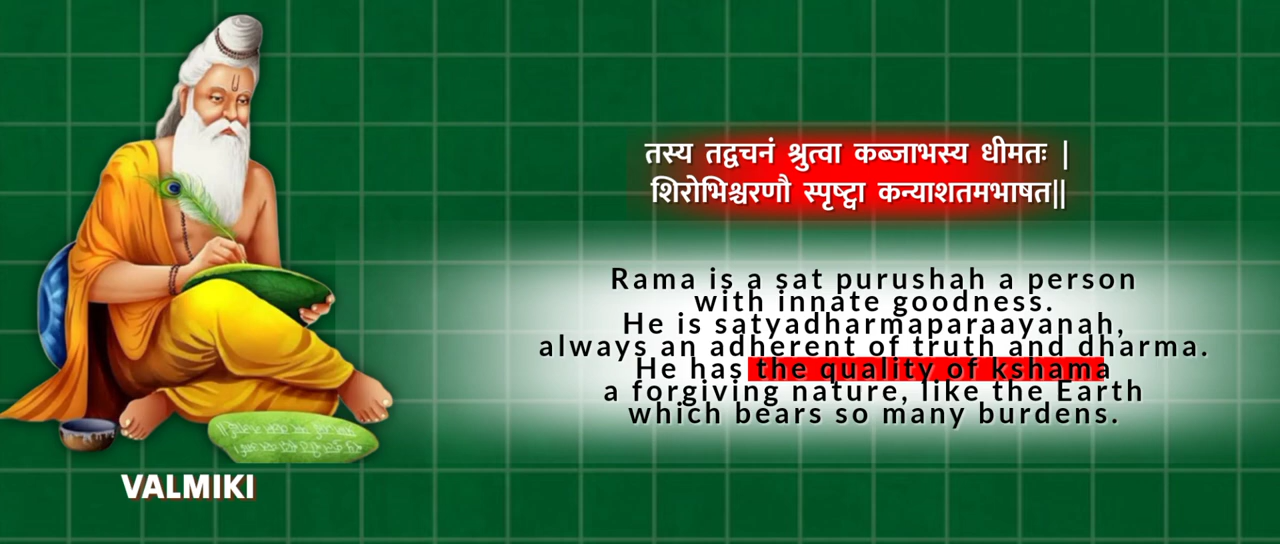 तस्य तद्वचनं श्रुत्वा कब्जाभस्य धीमतः |
शिरोभिश्चरणौ स्पृष्ट्वा कन्याशतमभाषत||
Rama is a sat purushah a person
with innate goodness.
He is satyadharmaparaayanah,
always an adherent of truth and dharma.
He has the quality of kshama
a forgiving nature, like the Earth
which bears so many burdens.
VALMIKI